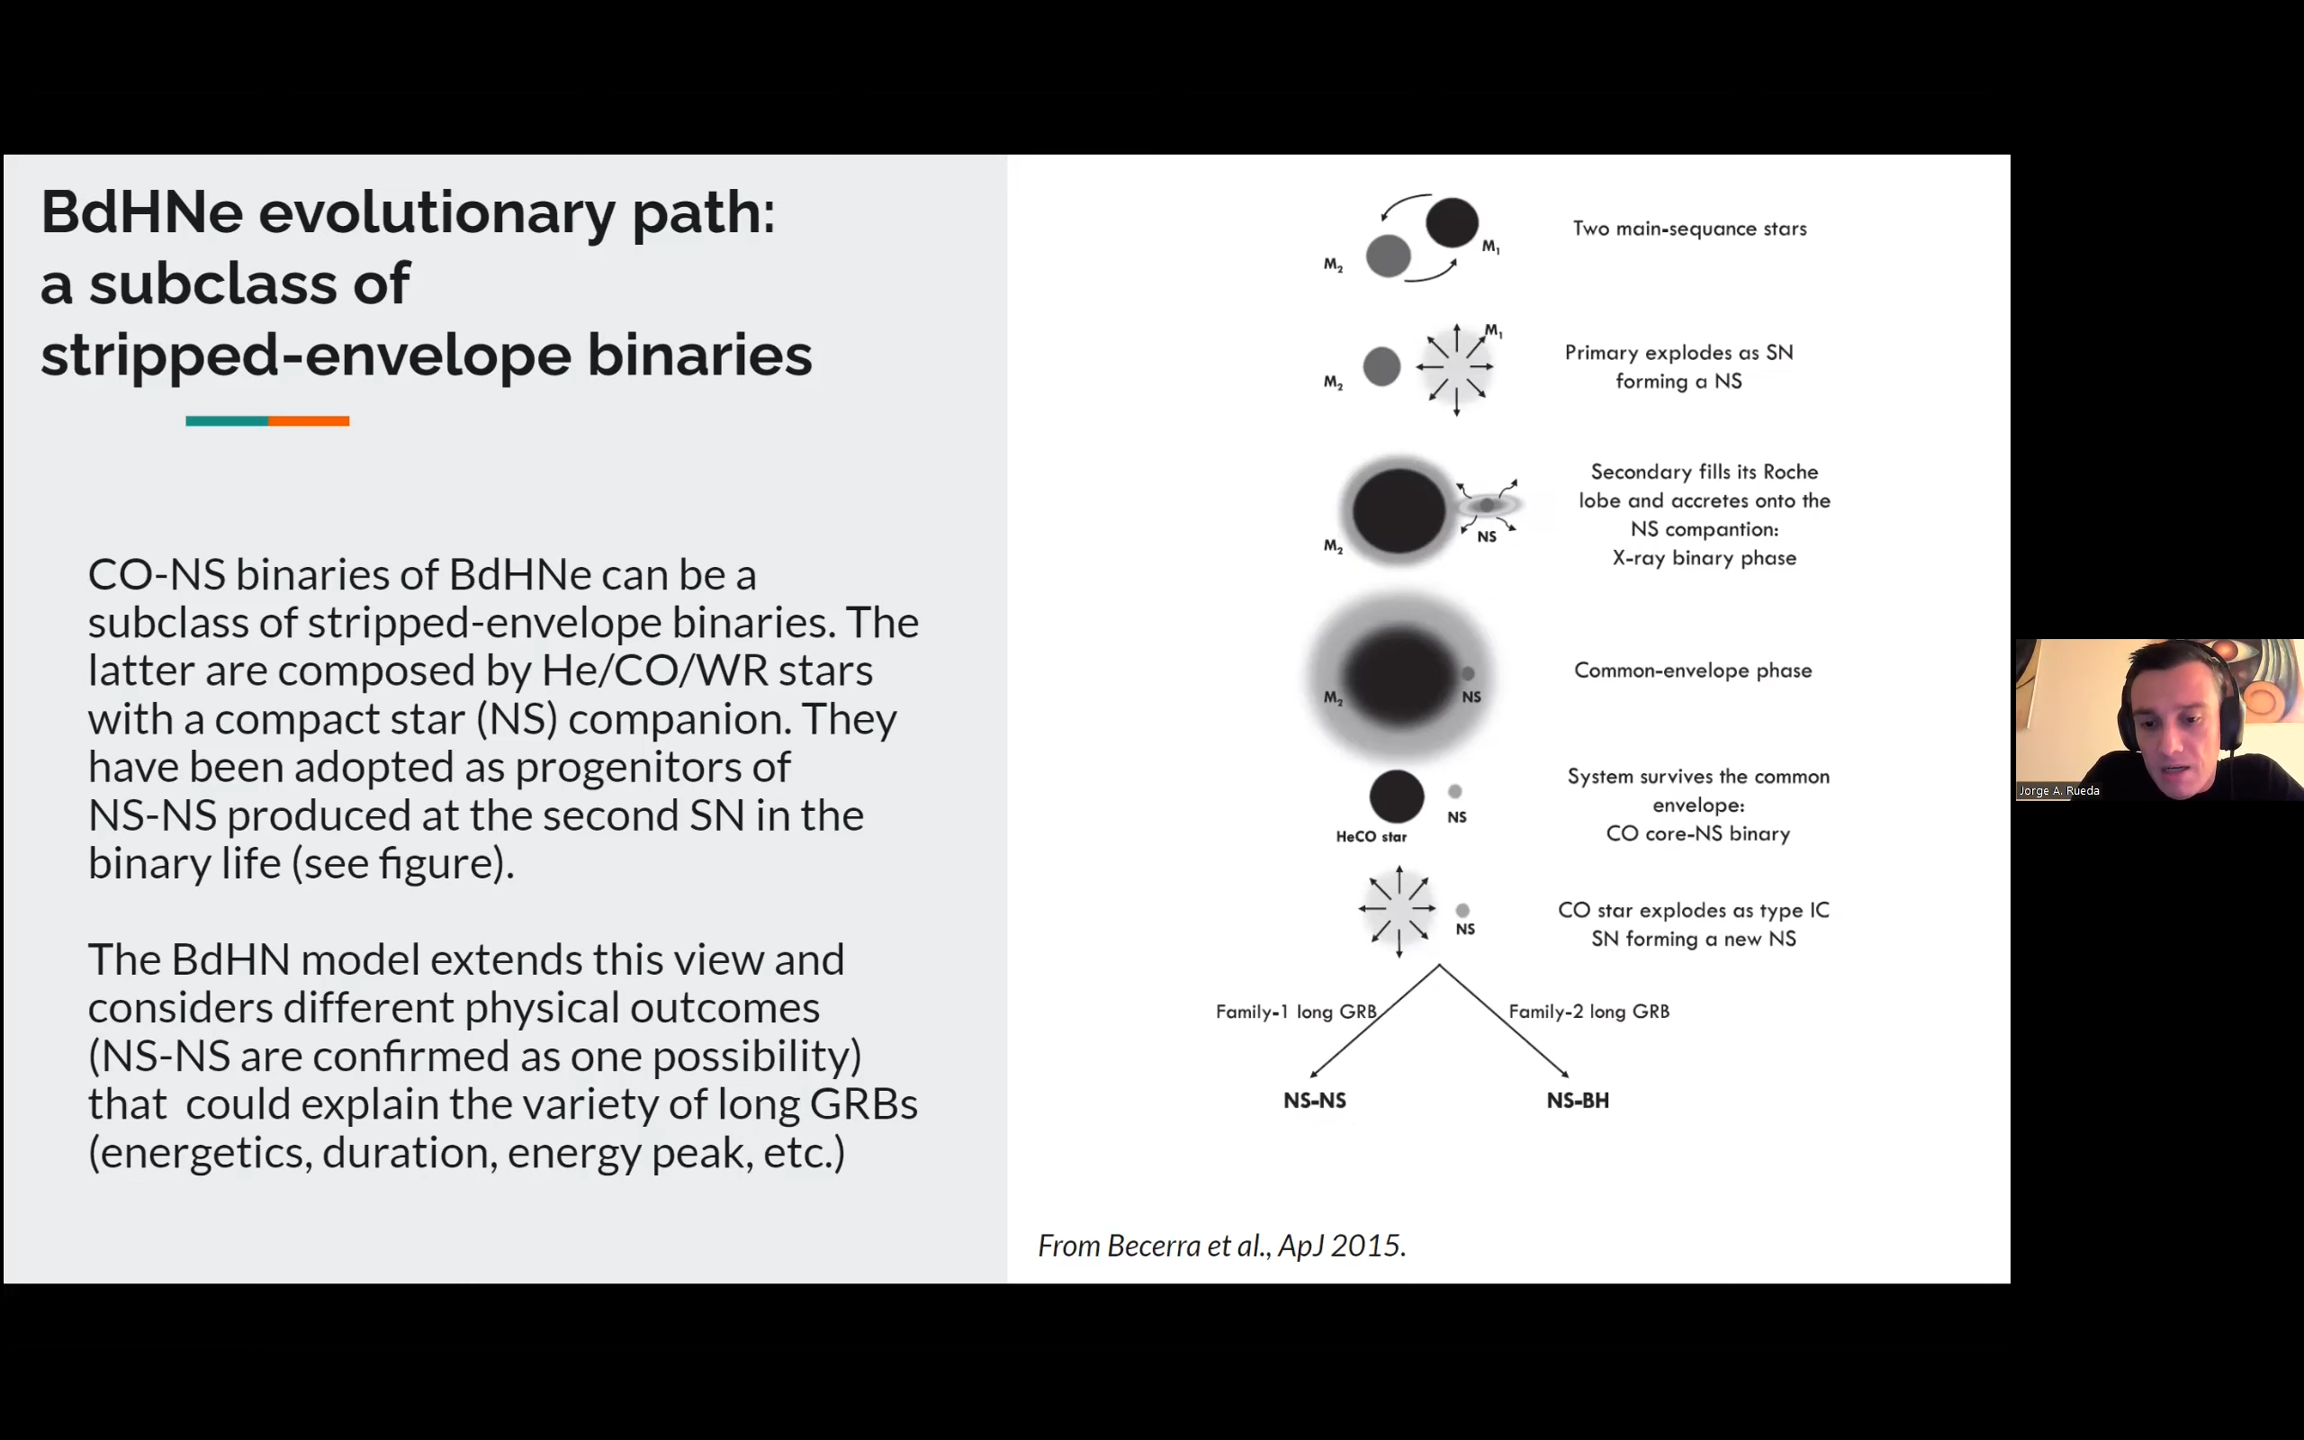 BdHNe evolutionary path:
a subclass of
stripped-envelope binaries
CO-NS binaries of BdHNe can be a
subclass of stripped-envelope binaries. The
latter are composed by He/CO/WR stars
with a compact star (NS) companion. They
have been adopted as progenitors of
NS-NS produced at the second SN in the
binary life (see figure).
The BdHN model extends this view and
considers different physical outcomes
(NS-NS are confirmed as one possibility)
that could explain the variety of long GRBs
(energetics, duration, energy peak, etc.)
M₂
M₁
Two main-sequance stars
M₂
M₁
Primary explodes as SN
forming a NS
M₂
NS
Secondary fills its Roche
lobe and accretes onto the
NS compantion:
X-ray binary phase
M₂
NS
Common-envelope phase
HeCO star
NS
System survives the common
envelope:
CO core-NS binary
NS
CO star explodes as type IC
SN forming a new NS
Family-1 long GRB
Family-2 long GRB
NS-NS
NS-BH
From Becerra et al., ApJ 2015.
Jorge A. Rueda